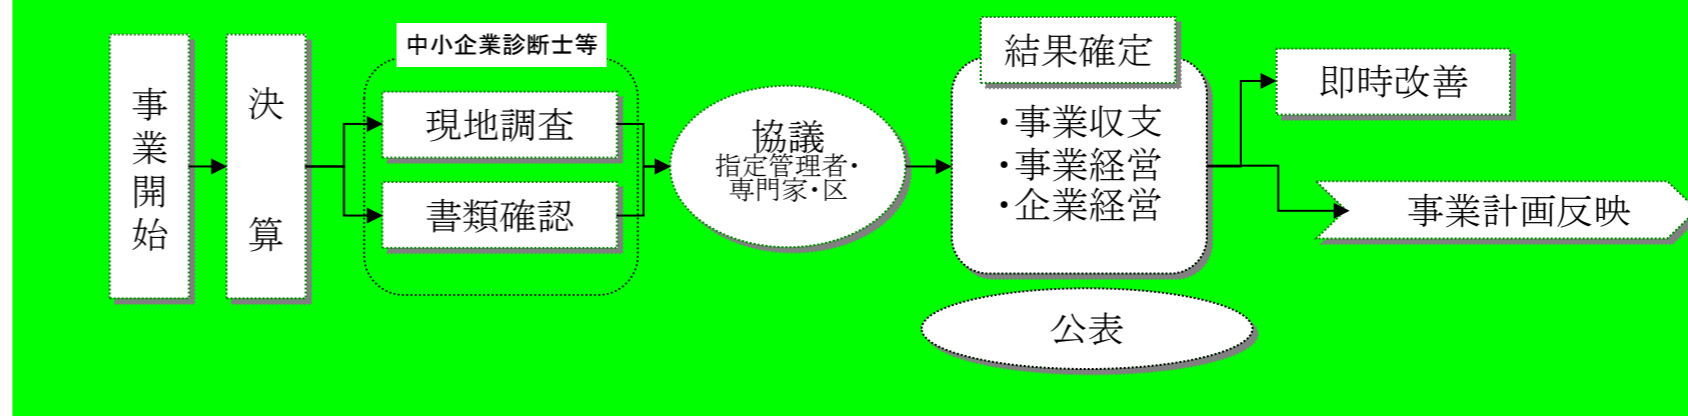 事業開始
決算
中小企業診断士等
現地調査
書類確認
協議
指定管理者・
専門家・区
結果確定
・事業収支
・事業経営
・企業経営
公表
即時改善
事業計画反映